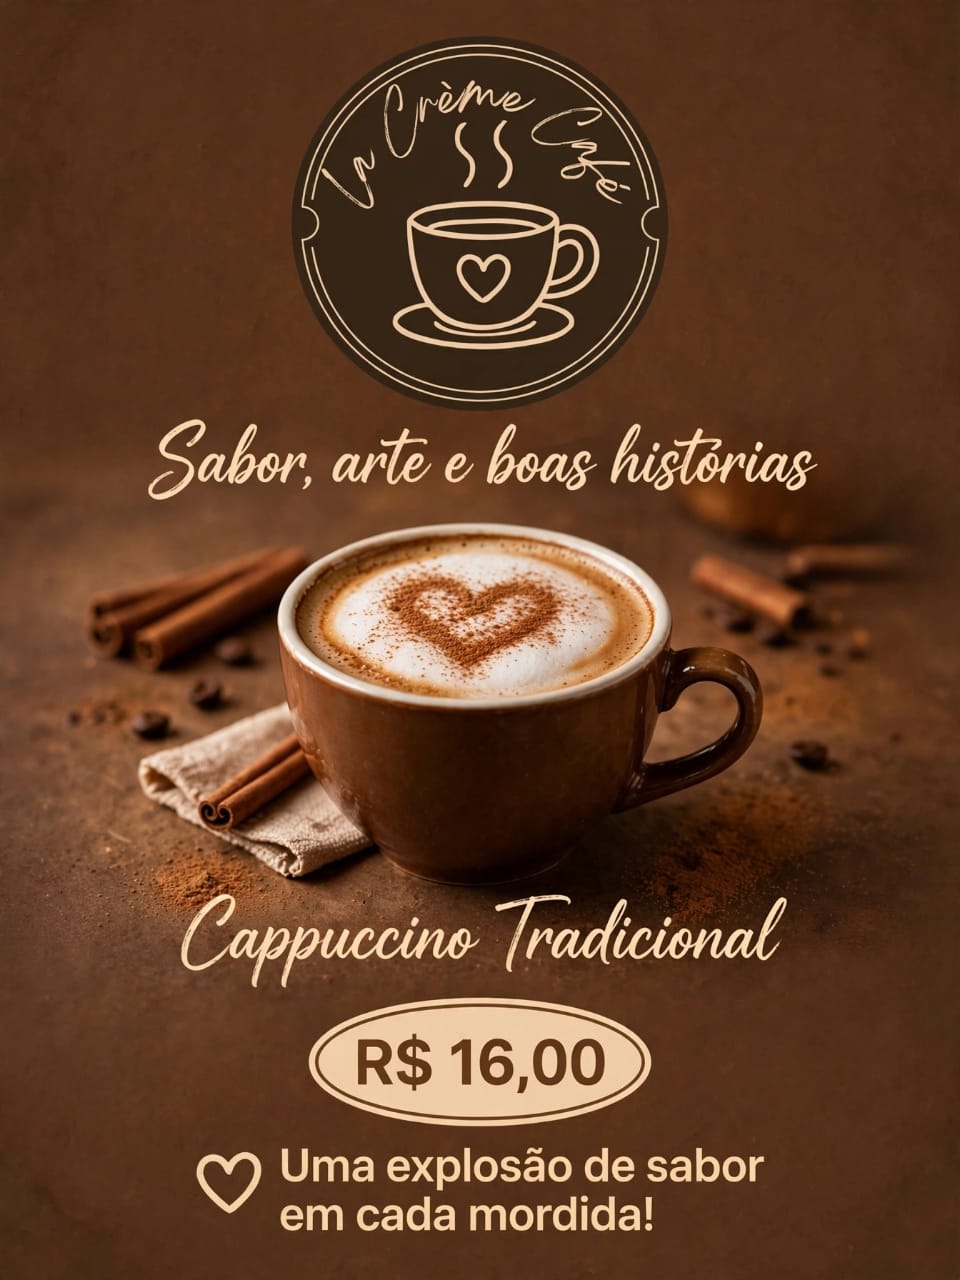 La Crème Café
Sabor, arte e boas histórias
Cappuccino Tradicional
R$ 16,00
Uma explosão de sabor
em cada mordida!